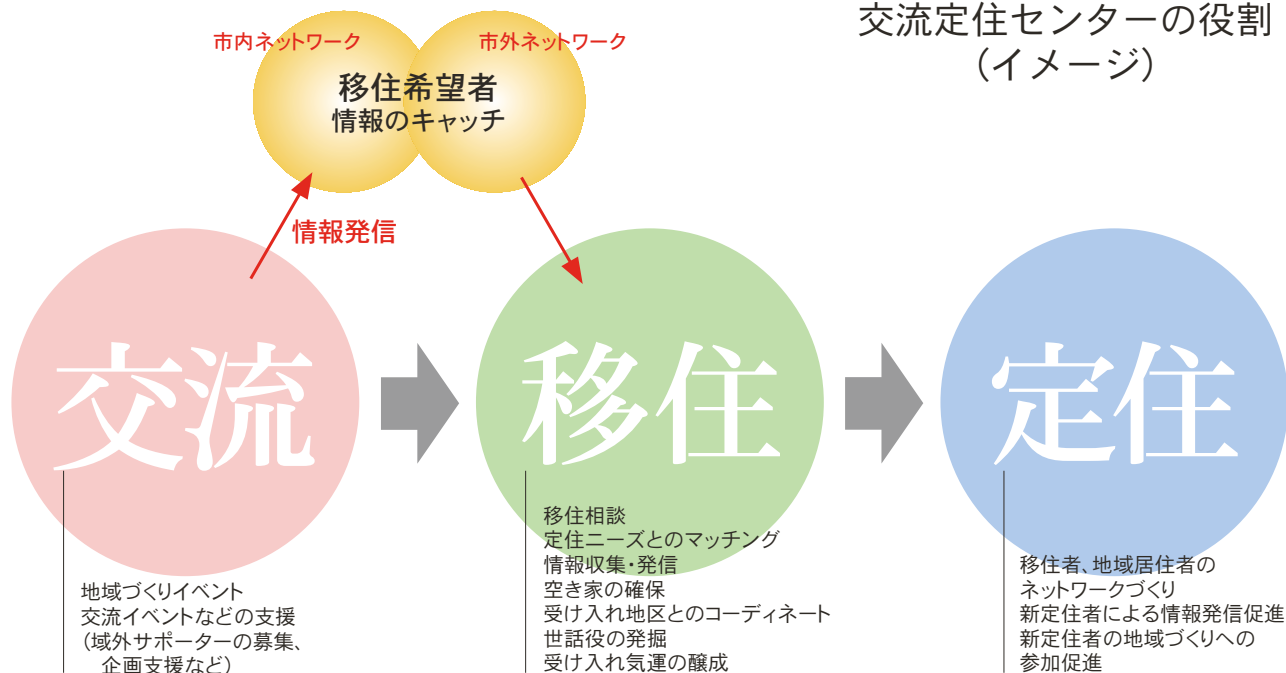 交流定住センターの役割
(イメージ)
市内ネットワーク
市外ネットワーク
移住希望者
情報のキャッチ
情報発信
交流
移住
定住
地域づくりイベント
交流イベントなどの支援
(域外サポーターの募集、
企画支援など)
移住相談
定住ニーズとのマッチング
情報収集・発信
空き家の確保
受け入れ地区とのコーディネート
世話役の発掘
受け入れ気運の醸成
移住者、地域居住者の
ネットワークづくり
新定住者による情報発信促進
新定住者の地域づくりへの
参加促進